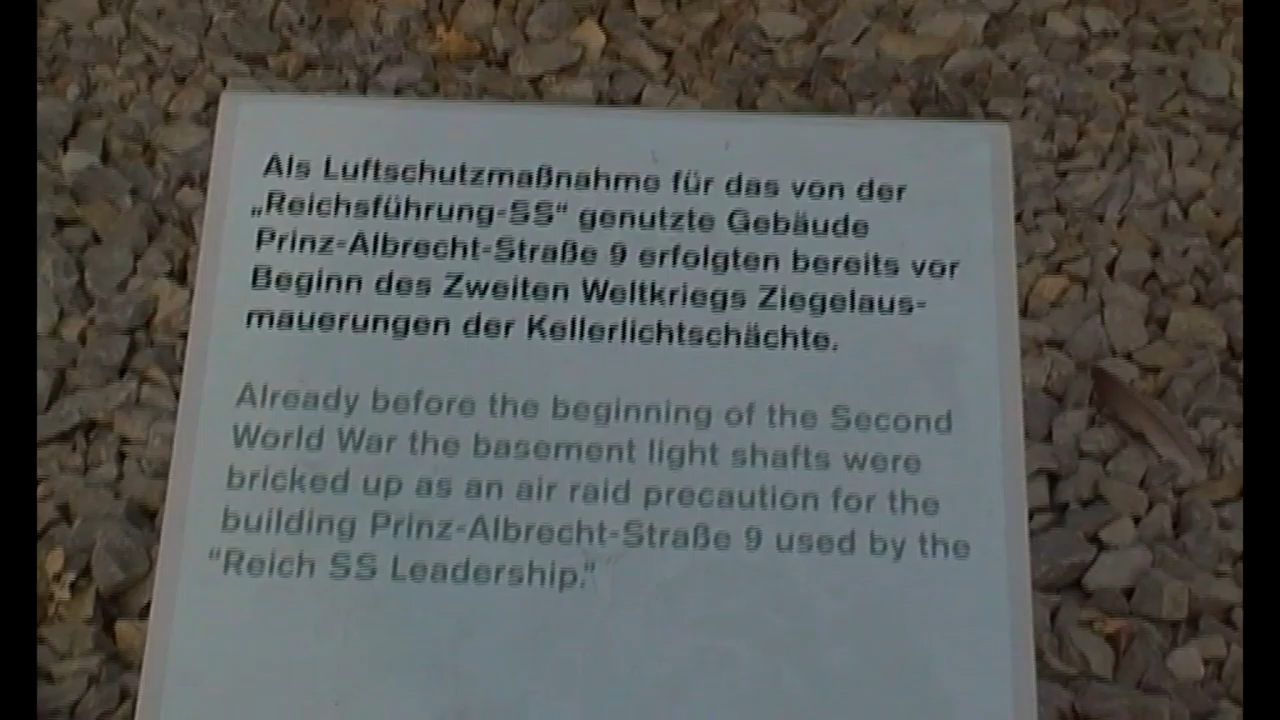 Als Luftschutzmaßnahme für das von der
„Reichsführung-SS“ genutzte Gebäude
Prinz-Albrecht-Straße 9 erfolgten bereits vor
Beginn des Zweiten Weltkriegs Ziegelaus-
mauerungen der Kellerlichtschächte.
Already before the beginning of the Second
World War the basement light shafts were
bricked up as an air raid precaution for the
building Prinz-Albrecht-Straße 9 used by the
“Reich SS Leadership.”